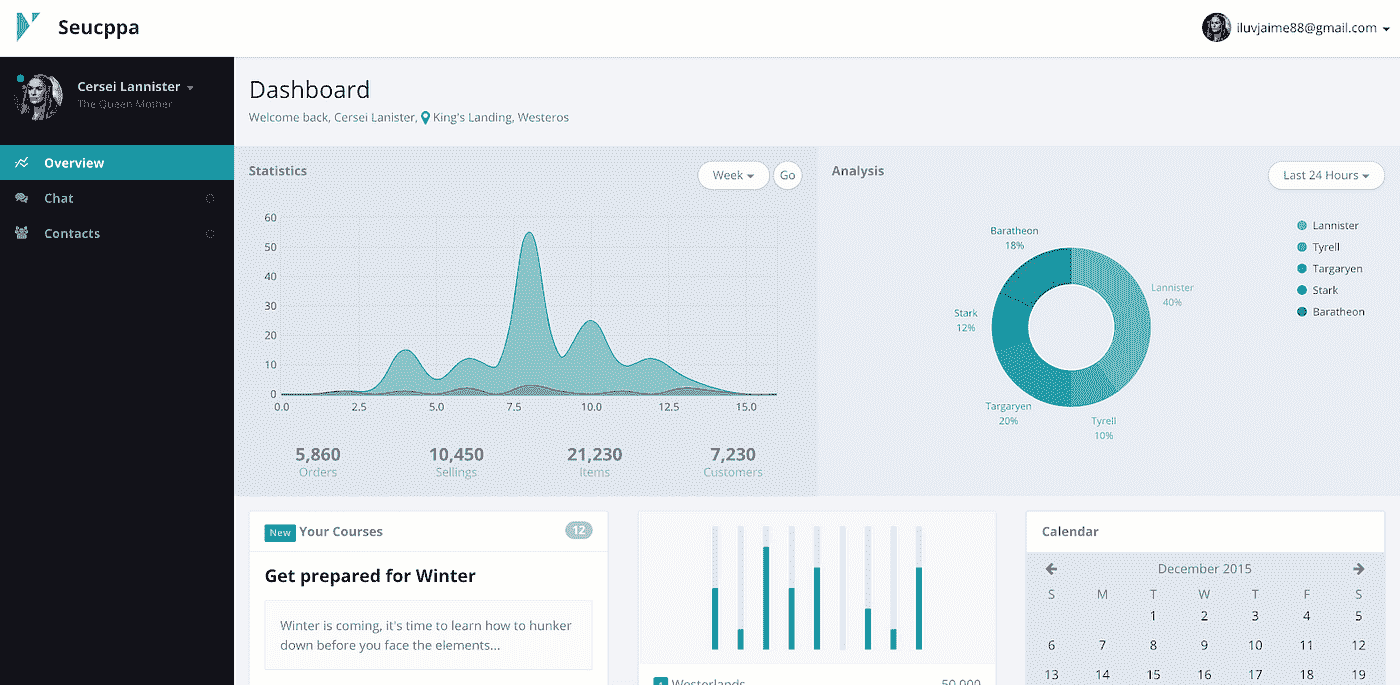 Seucppa
iluvjaime88@gmail.com
Cersei Lannister
The Queen Mother
Overview
Chat
Contacts
Dashboard
Welcome back, Cersei Lanister, King's Landing, Westeros
Statistics
Week
Go
60
50
40
30
20
10
0
0.0 2.5 5.0 7.5 10.0 12.5 15.0
5,860 10,450 21,230 7,230
Orders Sellings Items Customers
Analysis
Last 24 Hours
Baratheon
18%
Lannister
40%
Stark
12%
Targaryen
20%
Tyrell
10%
Lannister
Tyrell
Targaryen
Stark
Baratheon
New Your Courses 12
Get prepared for Winter
Winter is coming, it's time to learn how to hunker
down before you face the elements...
Westerlands 50,000
Calendar
December 2015
S M T W T F S
1 2 3 4 5
6 7 8 9 10 11 12
13 14 15 16 17 18 19